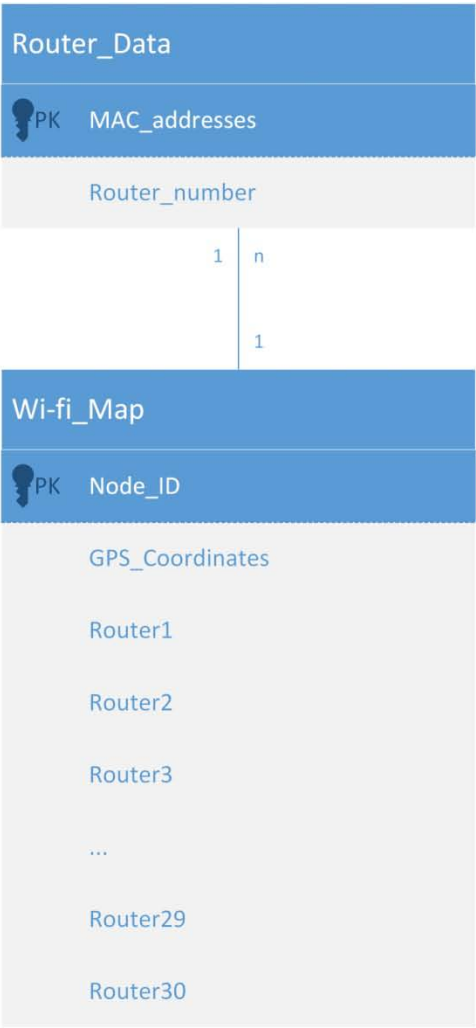 Router_Data
PK MAC_addresses
Router_number
1 n
1
Wi-fi_Map
PK Node_ID
GPS_Coordinates
Router1
Router2
Router3
...
Router29
Router30